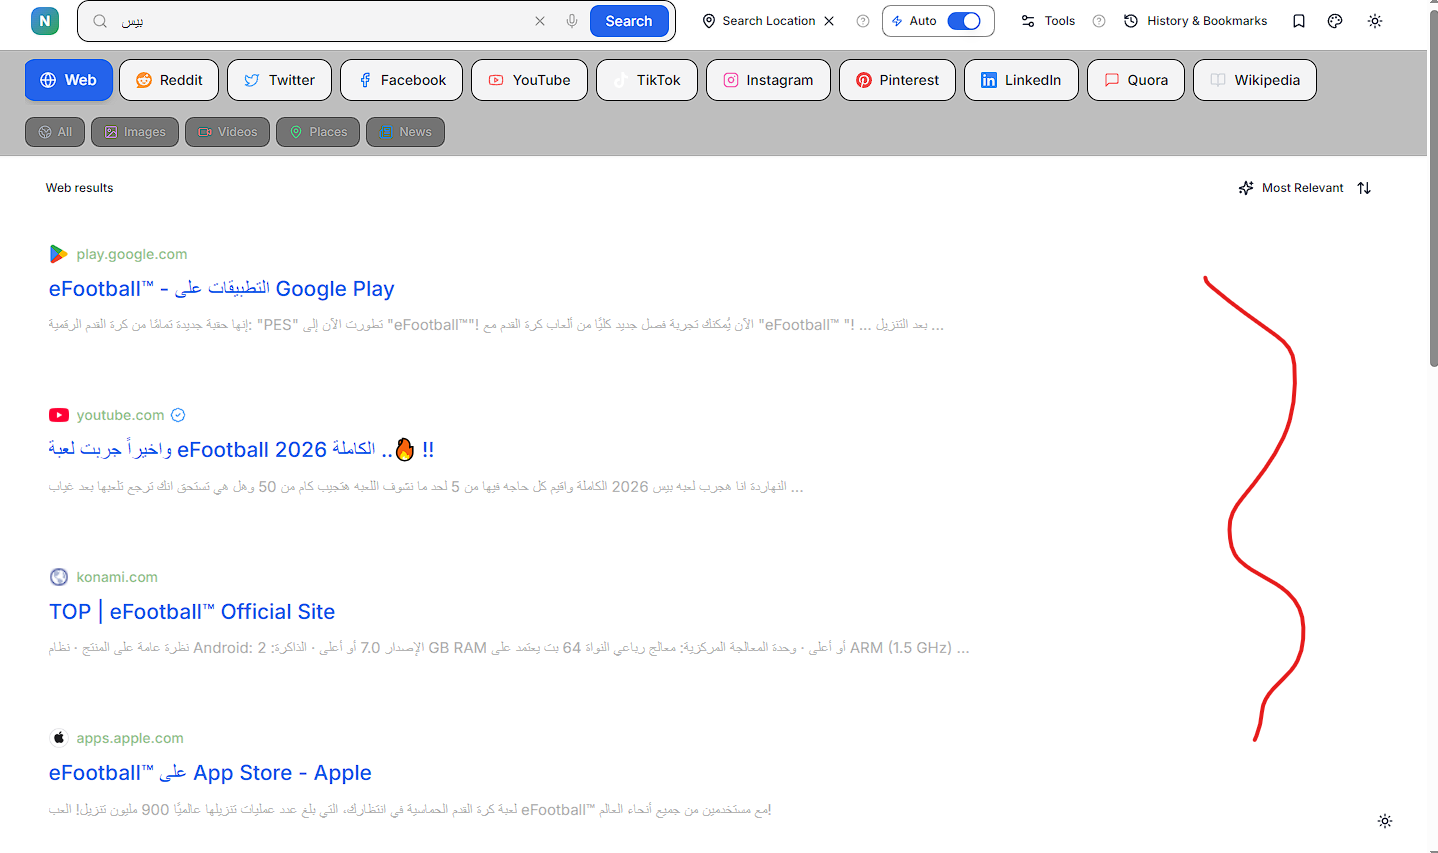 N
بيس
Search
Search Location
Auto
Tools
History & Bookmarks
Web
Reddit
Twitter
Facebook
YouTube
TikTok
Instagram
Pinterest
LinkedIn
Quora
Wikipedia
All
Images
Videos
Places
News
Web results
Most Relevant
play.google.com
eFootball™ - التطبيقات على Google Play
إنها حقبة جديدة تمامًا من كرة القدم الرقمية: "PES" تطورت الآن إلى "eFootball™"! الآن يُمكنك تجربة فصل جديد كليًا من ألعاب كرة القدم مع "eFootball™ "! ... بعد التنزيل ...
youtube.com
واخيراً جربت لعبة eFootball 2026 الكاملة ..🔥 !!
النهاردة انا هجرب لعبه بيس 2026 الكاملة واقيم كل حاجه فيها من 5 لحد ما نشوف اللعبه هتجيب كام من 50 وهل هي تستحق انك ترجع تلعبها بعد غياب ...
konami.com
TOP | eFootball™ Official Site
نظرة عامة على المنتج · نظام Android: الإصدار 7.0 أو أعلى · الذاكرة: 2 GB RAM أو أعلى · وحدة المعالجة المركزية: معالج رباعي النواة 64 بت يعتمد على ARM (1.5 GHz) ...
apps.apple.com
eFootball™ على App Store - Apple
لعبة كرة القدم الحماسية في انتظارك، التي بلغ عدد عمليات تنزيلها عالميًا 900 مليون تنزيل! العب eFootball™ مع مستخدمين من جميع أنحاء العالم!